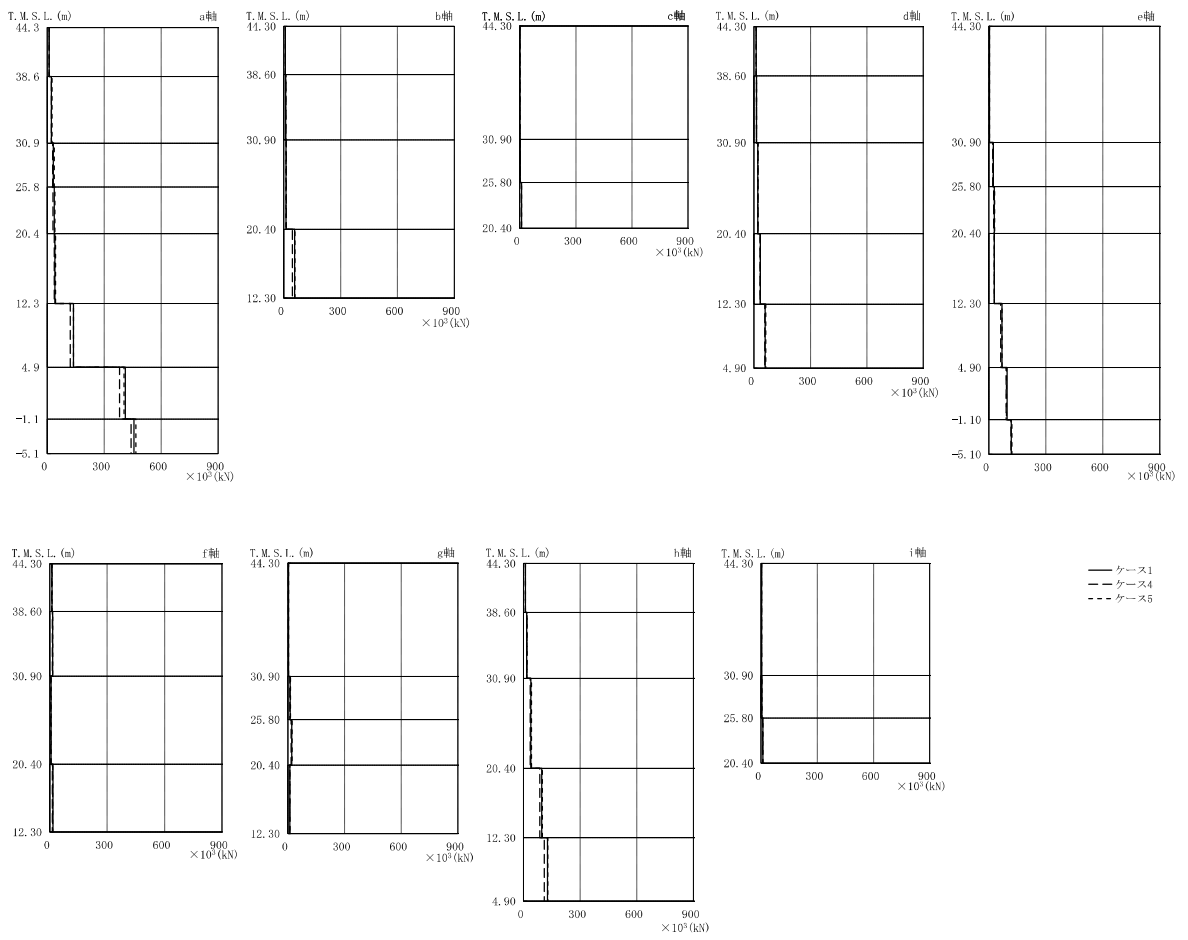 T.M.S.L.(m) a軸
44.3
38.6
30.9
25.8
20.4
12.3
4.9
-1.1
-5.1
0 300 600 900
×10³(kN)
T.M.S.L.(m) b軸
44.30
38.60
30.90
20.40
12.30
0 300 600 900
×10³(kN)
T.M.S.L.(m) c軸
44.30
30.90
25.80
20.40
0 300 600 900
×10³(kN)
T.M.S.L.(m) d軸
44.30
38.60
30.90
20.40
12.30
4.90
0 300 600 900
×10³(kN)
T.M.S.L.(m) e軸
44.30
30.90
25.80
20.40
12.30
4.90
-1.10
-5.10
0 300 600 900
×10³(kN)
T.M.S.L.(m) f軸
44.30
38.60
30.90
20.40
12.30
0 300 600 900
×10³(kN)
T.M.S.L.(m) g軸
44.30
30.90
25.80
20.40
12.30
0 300 600 900
×10³(kN)
T.M.S.L.(m) h軸
44.30
38.60
30.90
20.40
12.30
4.90
0 300 600 900
×10³(kN)
T.M.S.L.(m) i軸
44.30
30.90
25.80
20.40
0 300 600 900
×10³(kN)
ケース1
ケース4
ケース5